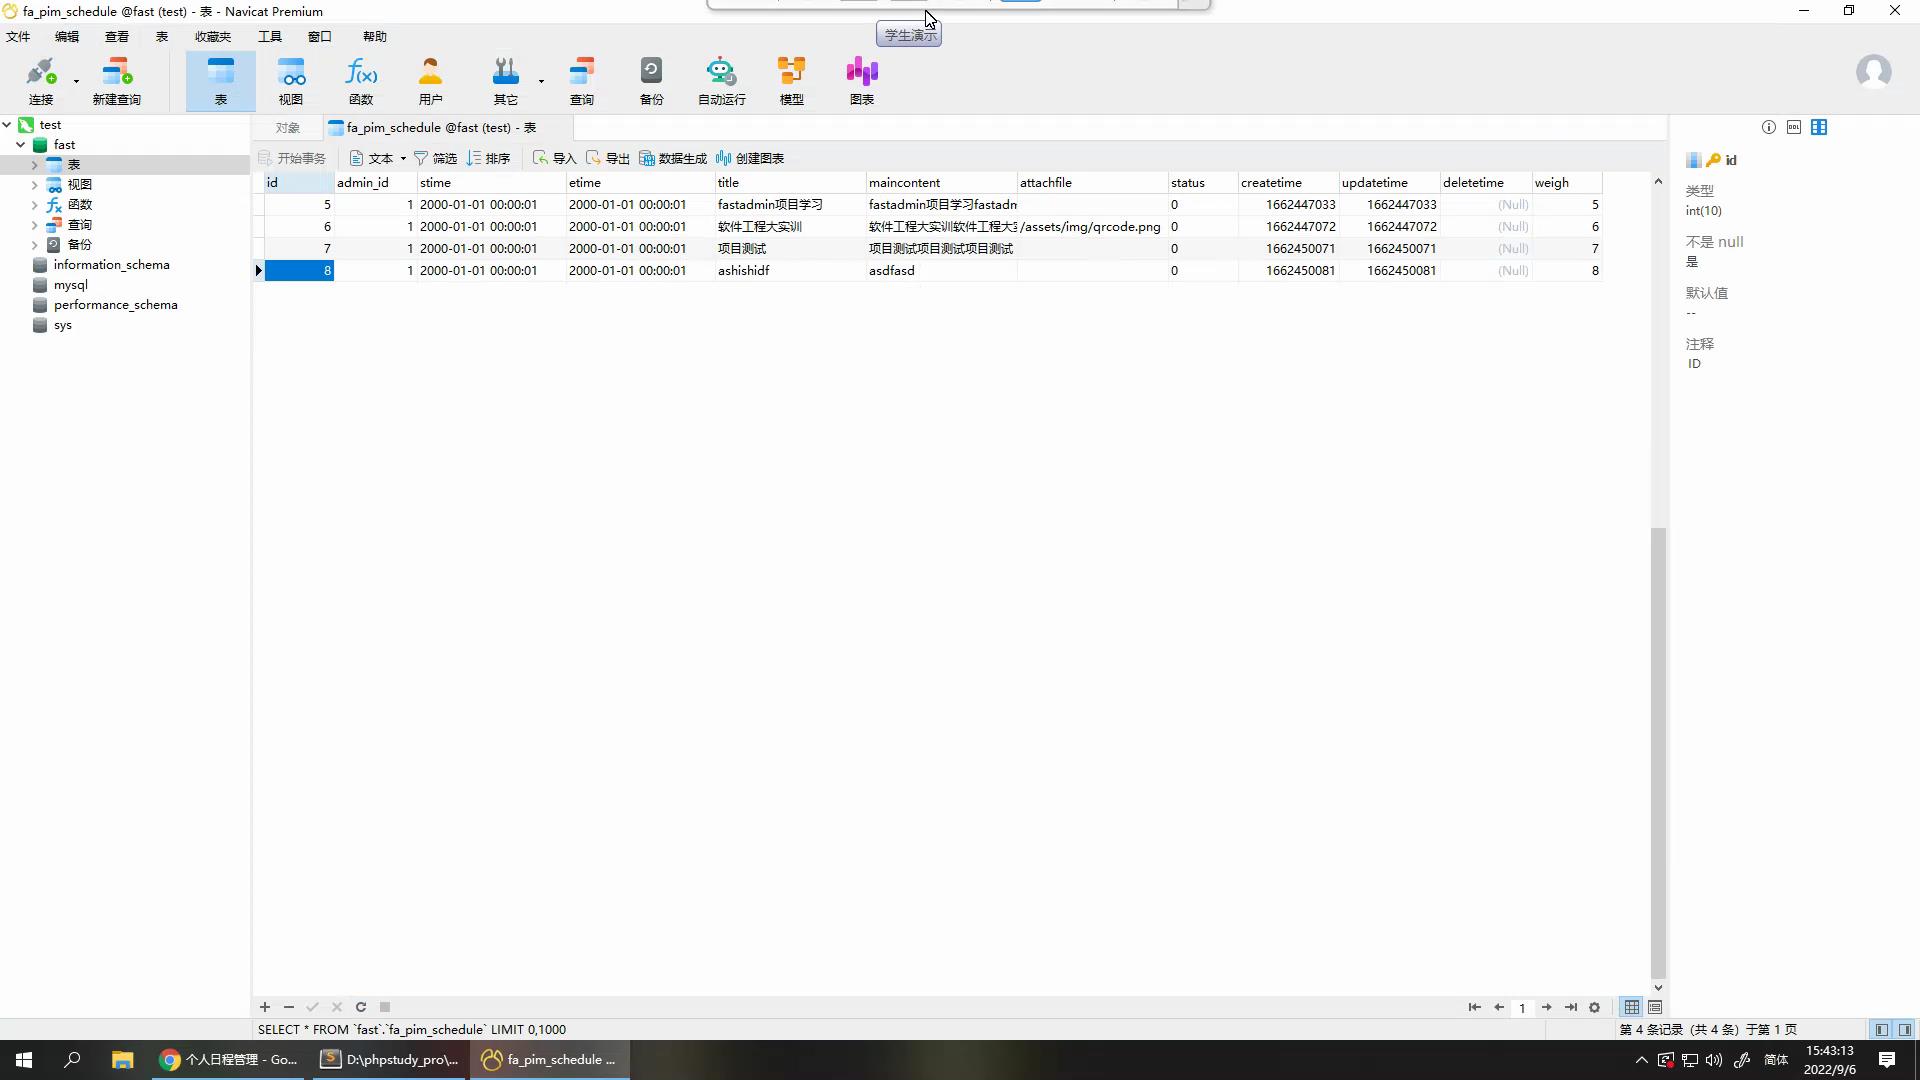 fa_pim_schedule @fast (test) - 表 - Navicat Premium
文件 编辑 查看 表 收藏夹 工具 窗口 帮助
学生演示
连接 新建查询 表 视图 函数 用户 其它 查询 备份 自动运行 模型 图表
test
fast
表
视图
函数
查询
备份
information_schema
mysql
performance_schema
sys
对象 fa_pim_schedule @fast (test) - 表
开始事务 文本 筛选 排序 导入 导出 数据生成 创建图表
id admin_id stime etime title maincontent attachfile status createtime updatetime deletetime weigh
5 1 2000-01-01 00:00:01 2000-01-01 00:00:01 fastadmin项目学习 fastadmin项目学习fastadn 0 1662447033 1662447033 (Null) 5
6 1 2000-01-01 00:00:01 2000-01-01 00:00:01 软件工程大实训 软件工程大实训软件工程大 /assets/img/qrcode.png 0 1662447072 1662447072 (Null) 6
7 1 2000-01-01 00:00:01 2000-01-01 00:00:01 项目测试 项目测试项目测试项目测试 0 1662450071 1662450071 (Null) 7
8 1 2000-01-01 00:00:01 2000-01-01 00:00:01 ashishidf asdfasd 0 1662450081 1662450081 (Null) 8
id
类型
int(10)
不是 null
是
默认值
--
注释
ID
1
SELECT * FROM `fast`.`fa_pim_schedule` LIMIT 0,1000
第 4 条记录 (共 4 条) 于第 1 页
个人日程管理 - Go... D:\phpstudy_pro\... fa_pim_schedule ...
简体
15:43:13
2022/9/6